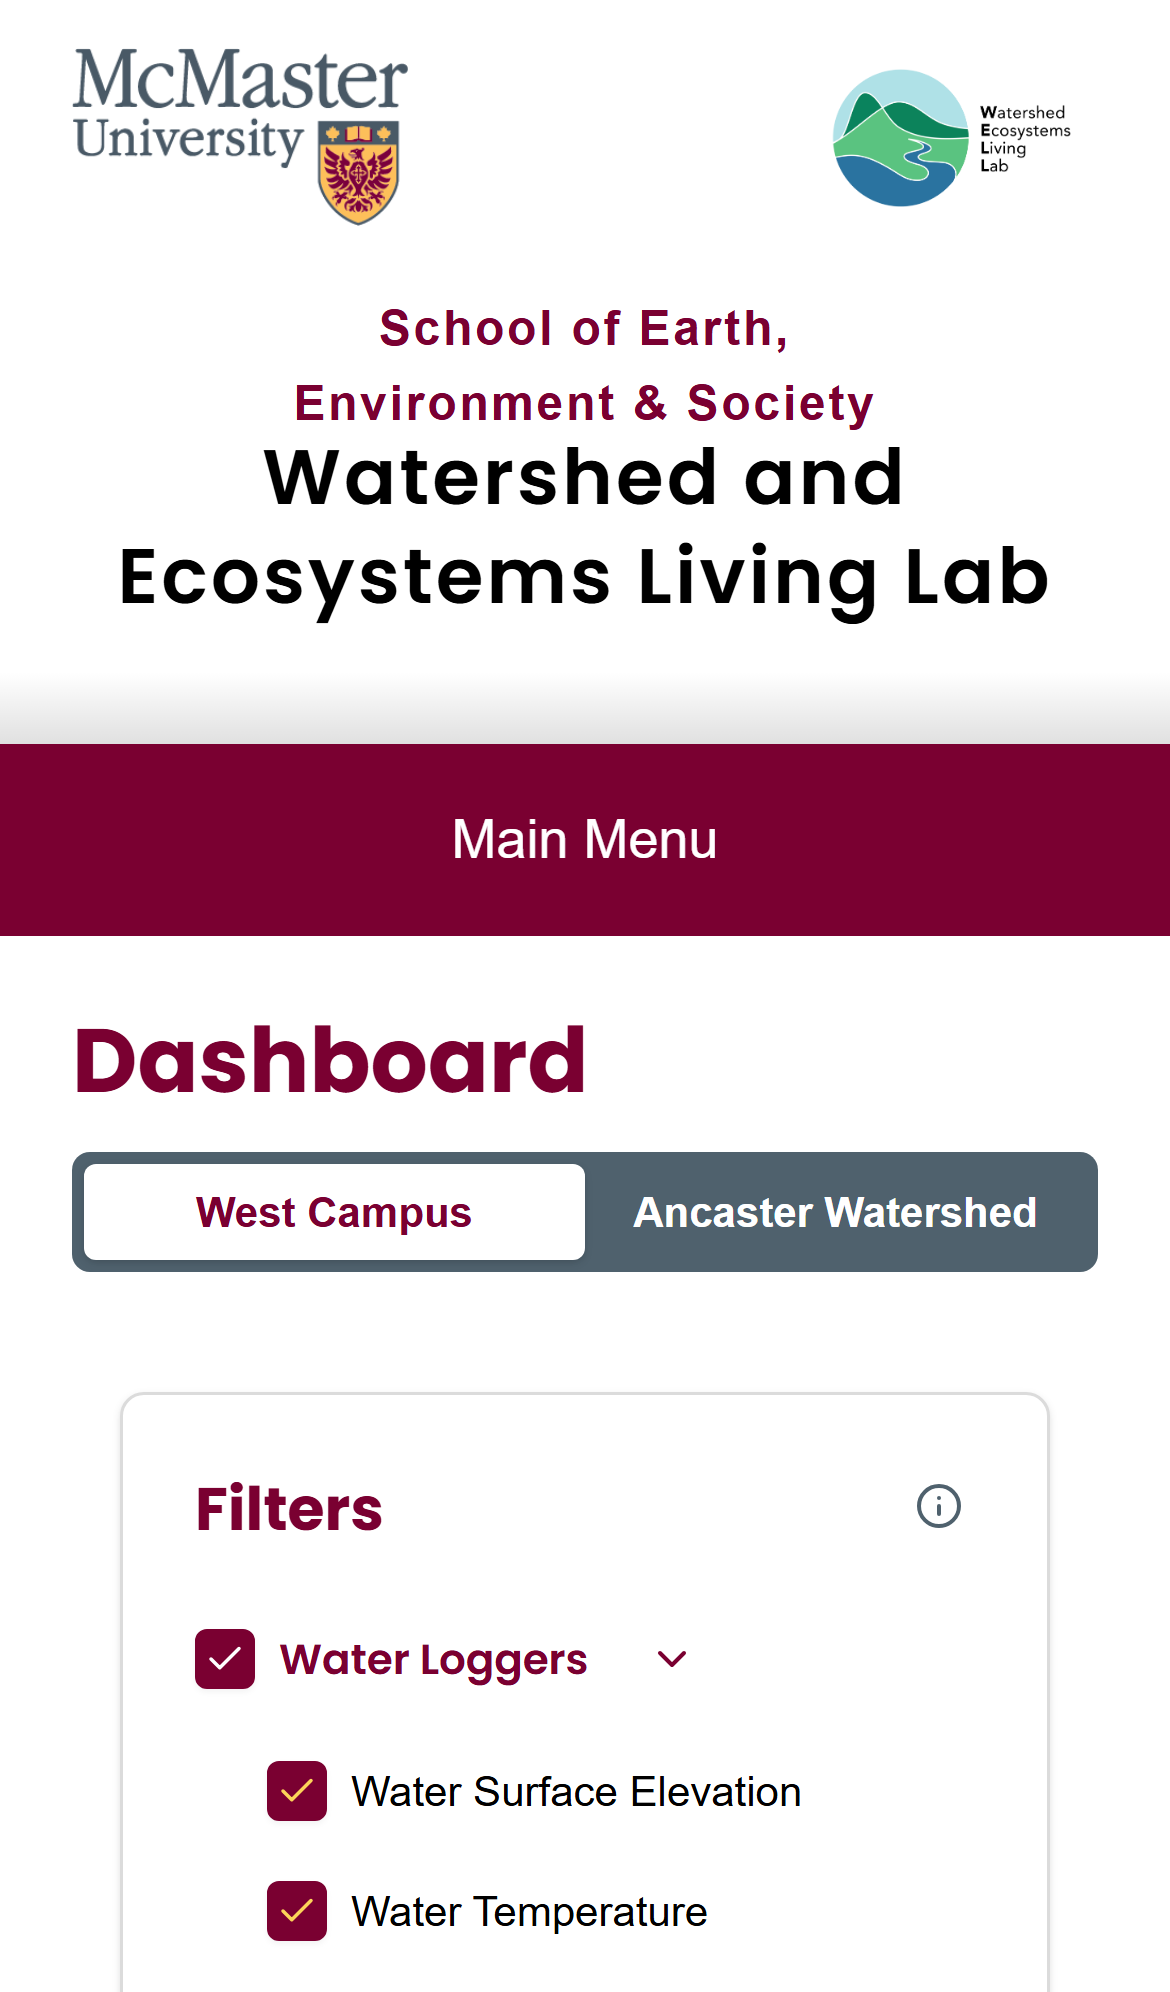 McMaster
University
Watershed
Ecosystems
Living
Lab
School of Earth,
Environment & Society
Watershed and
Ecosystems Living Lab
Main Menu
Dashboard
West Campus
Ancaster Watershed
Filters
Water Loggers
Water Surface Elevation
Water Temperature